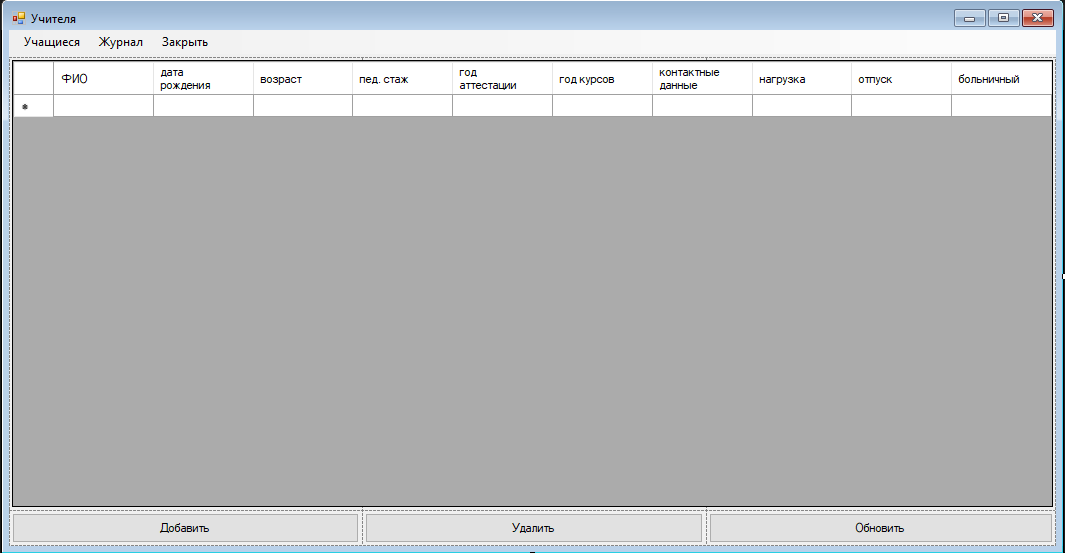 Учителя
Учащиеся Журнал Закрыть
ФИО дата рождения возраст пед. стаж год аттестации год курсов контактные данные нагрузка отпуск больничный
Добавить Удалить Обновить